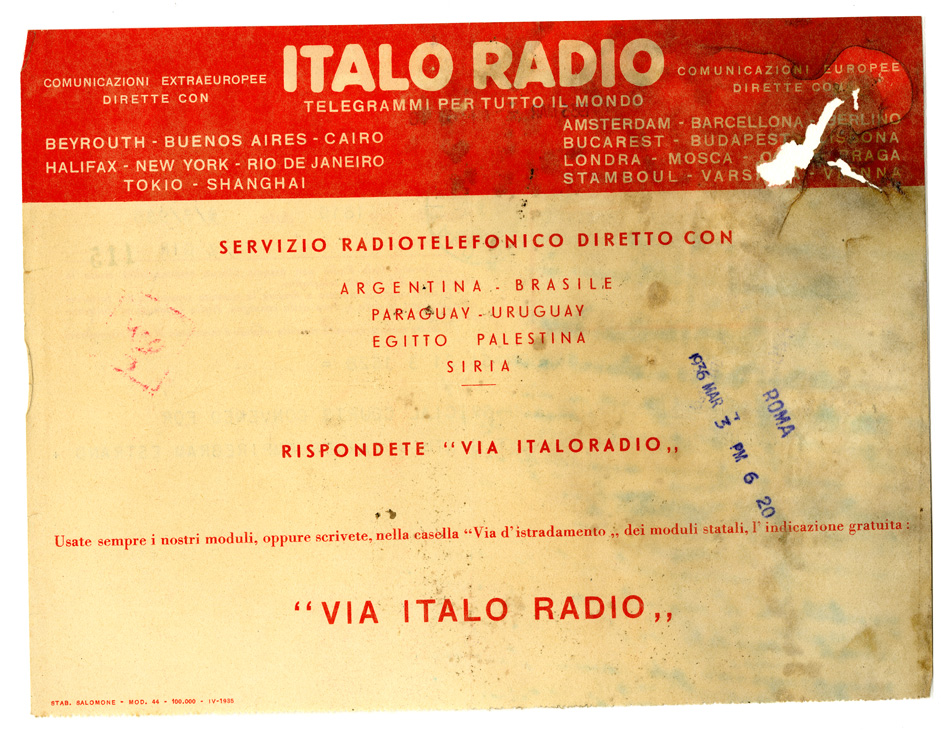 ITALO RADIO
TELEGRAMMI PER TUTTO IL MONDO
COMUNICAZIONI EXTRAEUROPEE
DIRETTE CON
BEYROUTH - BUENOS AIRES - CAIRO
HALIFAX - NEW YORK - RIO DE JANEIRO
TOKIO - SHANGHAI
COMUNICAZIONI EUROPEE
DIRETTE CON
AMSTERDAM - BARCELLONA - BERLINO
BUCAREST - BUDAPEST
LONDRA - MOSCA -
STAMBOUL -
SERVIZIO RADIOTELEFONICO DIRETTO CON
ARGENTINA - BRASILE
PARAGUAY - URUGUAY
EGITTO PALESTINA
SIRIA
1936 MAR 3 PM 6 20
ROMA
RISPONDETE “VIA ITALORADIO„
Usate sempre i nostri moduli, oppure scrivete, nella casella “Via d'istradamento„ dei moduli statali, l'indicazione gratuita:
“VIA ITALO RADIO„
STAB. SALOMONE - MOD. 44 - 100.000 - IV-1935